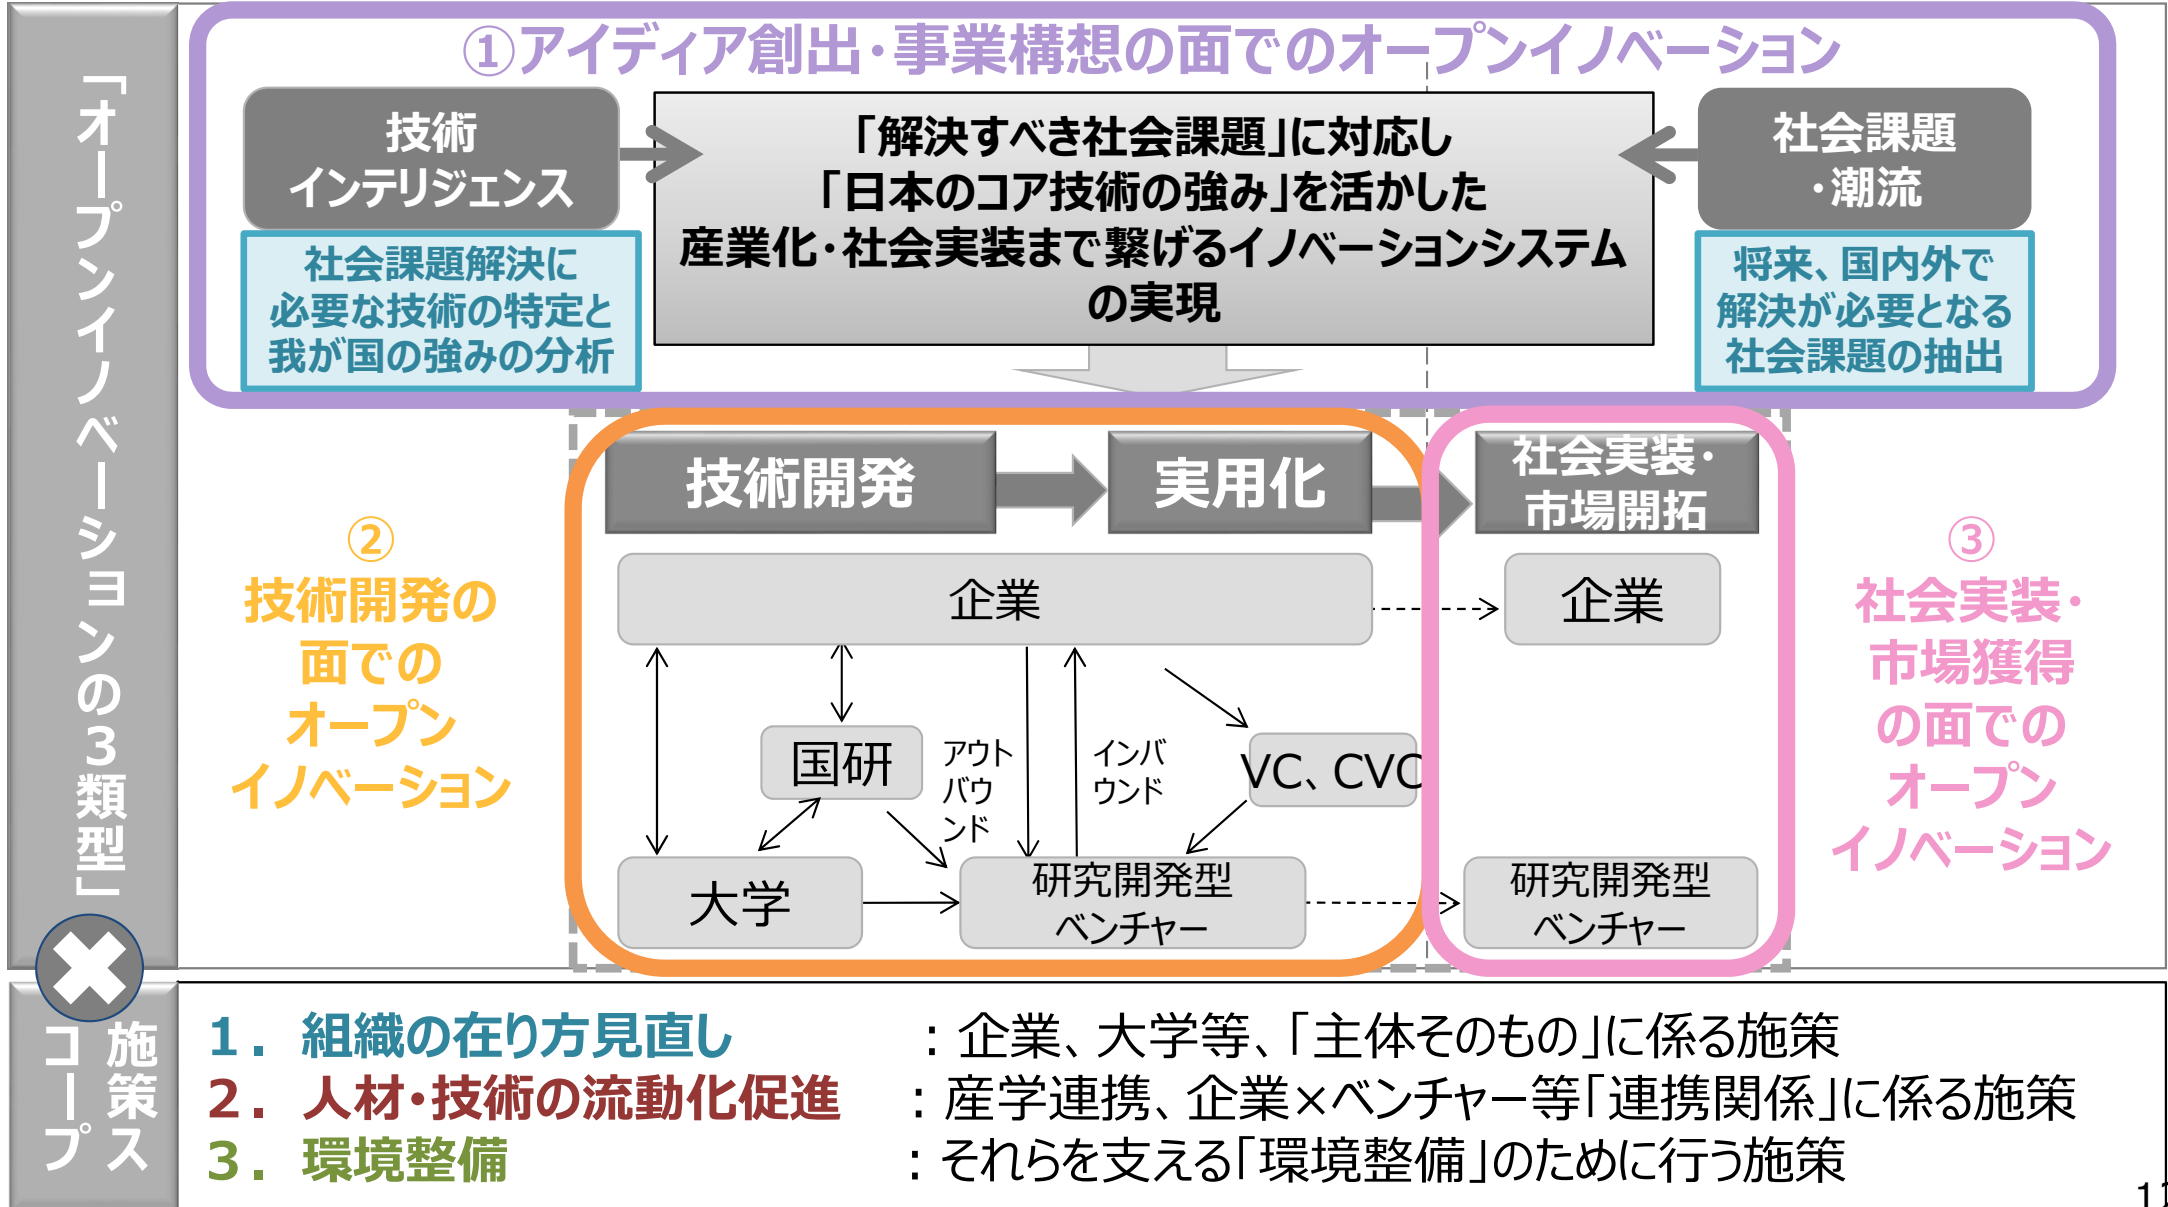 「オープンイノベーションの3類型」
①アイディア創出・事業構想の面でのオープンイノベーション
技術
インテリジェンス
社会課題解決に
必要な技術の特定と
我が国の強みの分析
「解決すべき社会課題」に対応し
「日本のコア技術の強み」を活かした
産業化・社会実装まで繋げるイノベーションシステム
の実現
社会課題
・潮流
将来、国内外で
解決が必要となる
社会課題の抽出
②
技術開発の
面での
オープン
イノベーション
技術開発
実用化
社会実装・
市場開拓
企業
企業
国研
アウト
バウ
ンド
インバ
ウンド
VC、CVC
大学
研究開発型
ベンチャー
研究開発型
ベンチャー
③
社会実装・
市場獲得
の面での
オープン
イノベーション
施策ス
コープ
1. 組織の在り方見直し ：企業、大学等、「主体そのもの」に係る施策
2. 人材・技術の流動化促進 ：産学連携、企業×ベンチャー等「連携関係」に係る施策
3. 環境整備 ：それらを支える「環境整備」のために行う施策